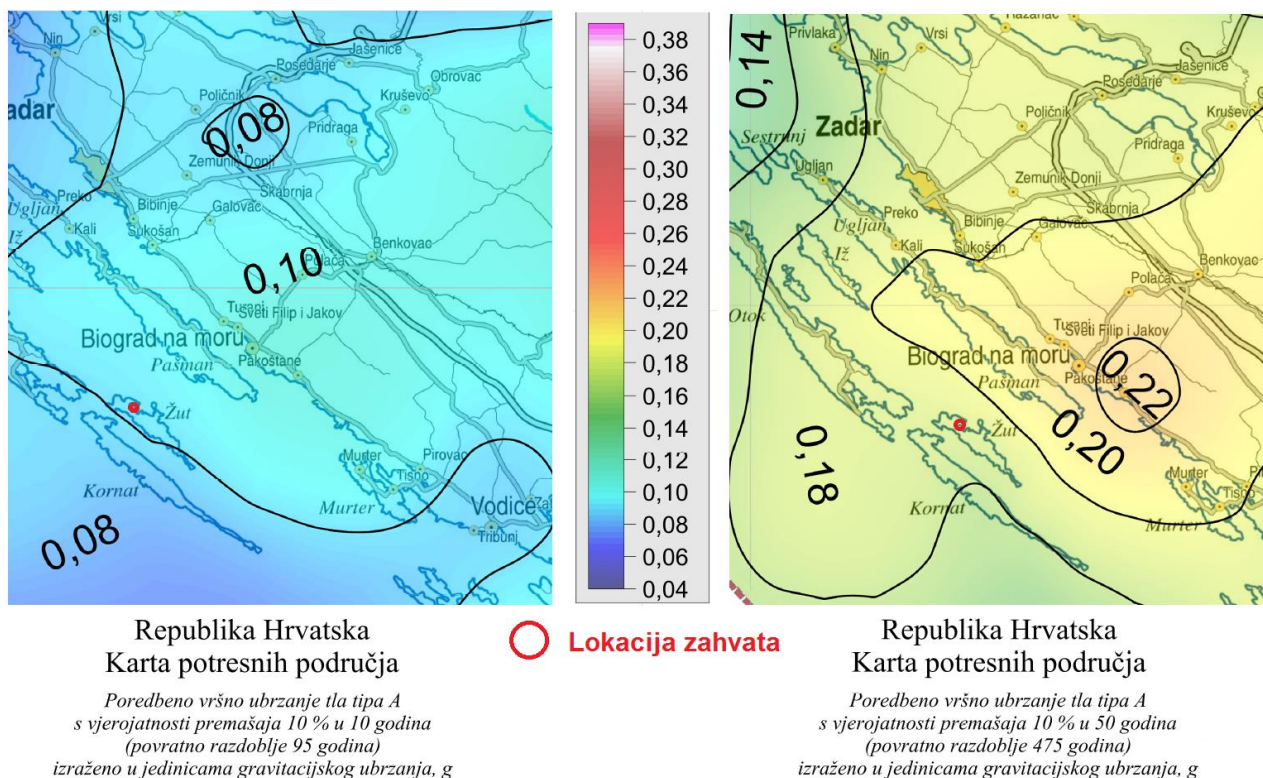 Nin
Vrsi
Jasenice
Posedarje
Obrovac
Poličnik
Kruševo
adar
0,08
Pridraga
Zemunik Donji
Škabrnja
Preko
Bibinje
Galovac
Ugljan
Kali
Sukošan
Iž
Benkovac
Polača
0,10
Turanj
Sveti Filip i Jakov
Biograd na moru
Pakoštane
Pašman
Žut
Murter
Pirovac
Tisno
Kornat
Murter
Vodice
Tribunj
0,08
0,38
0,36
0,34
0,32
0,30
0,28
0,26
0,24
0,22
0,20
0,18
0,16
0,14
0,12
0,10
0,08
0,06
0,04
Privlaka
Vrsi
Nin
Jasenice
0,14
Posedarje
Poličnik
Kruševo
Zadar
Sestrunj
Pridraga
Ugljan
Zemunik Donji
Škabrnja
Preko
Bibinje
Galovac
Ugljan
Kali
Sukošan
Iž
Benkovac
Polača
Otok
Turanj
Sveti Filip i Jakov
Biograd na moru
Pakoštane
0,22
Pašman
Žut
0,20
0,18
Murter
Tisno
Kornat
Murter
Republika Hrvatska
Karta potresnih područja
Poredbeno vršno ubrzanje tla tipa A
s vjerojatnosti premašaja 10 % u 10 godina
(povratno razdoblje 95 godina)
izraženo u jedinicama gravitacijskog ubrzanja, g
Lokacija zahvata
Republika Hrvatska
Karta potresnih područja
Poredbeno vršno ubrzanje tla tipa A
s vjerojatnosti premašaja 10 % u 50 godina
(povratno razdoblje 475 godina)
izraženo u jedinicama gravitacijskog ubrzanja, g